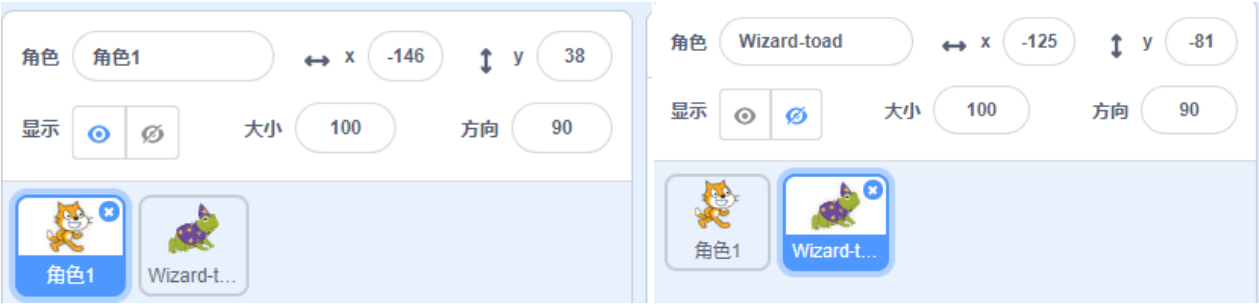 角色 角色1 x -146 y 38
显示 大小 100 方向 90
角色1 Wizard-t...
角色 Wizard-toad x -125 y -81
显示 大小 100 方向 90
角色1 Wizard-t...